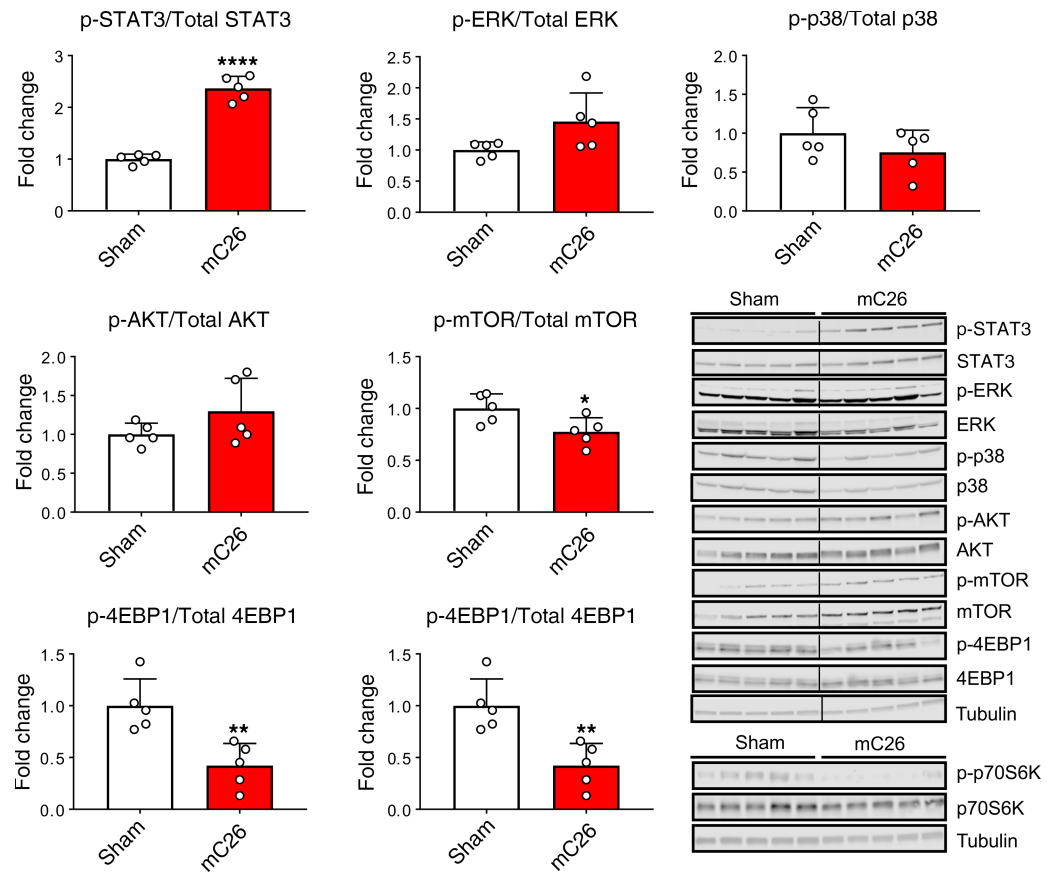 p-STAT3/Total STAT3
Fold change
3
2
1
0
****
Sham
mC26
p-ERK/Total ERK
Fold change
2.5
2.0
1.5
1.0
0.5
0.0
Sham
mC26
p-p38/Total p38
Fold change
2.0
1.5
1.0
0.5
0.0
Sham
mC26
p-AKT/Total AKT
Fold change
2.0
1.5
1.0
0.5
0.0
Sham
mC26
p-mTOR/Total mTOR
Fold change
1.5
1.0
0.5
0.0
*
Sham
mC26
p-4EBP1/Total 4EBP1
Fold change
1.5
1.0
0.5
0.0
**
Sham
mC26
p-4EBP1/Total 4EBP1
Fold change
1.5
1.0
0.5
0.0
**
Sham
mC26
Sham mC26
p-STAT3
STAT3
p-ERK
ERK
p-p38
p38
p-AKT
AKT
p-mTOR
mTOR
p-4EBP1
4EBP1
Tubulin
Sham mC26
p-p70S6K
p70S6K
Tubulin